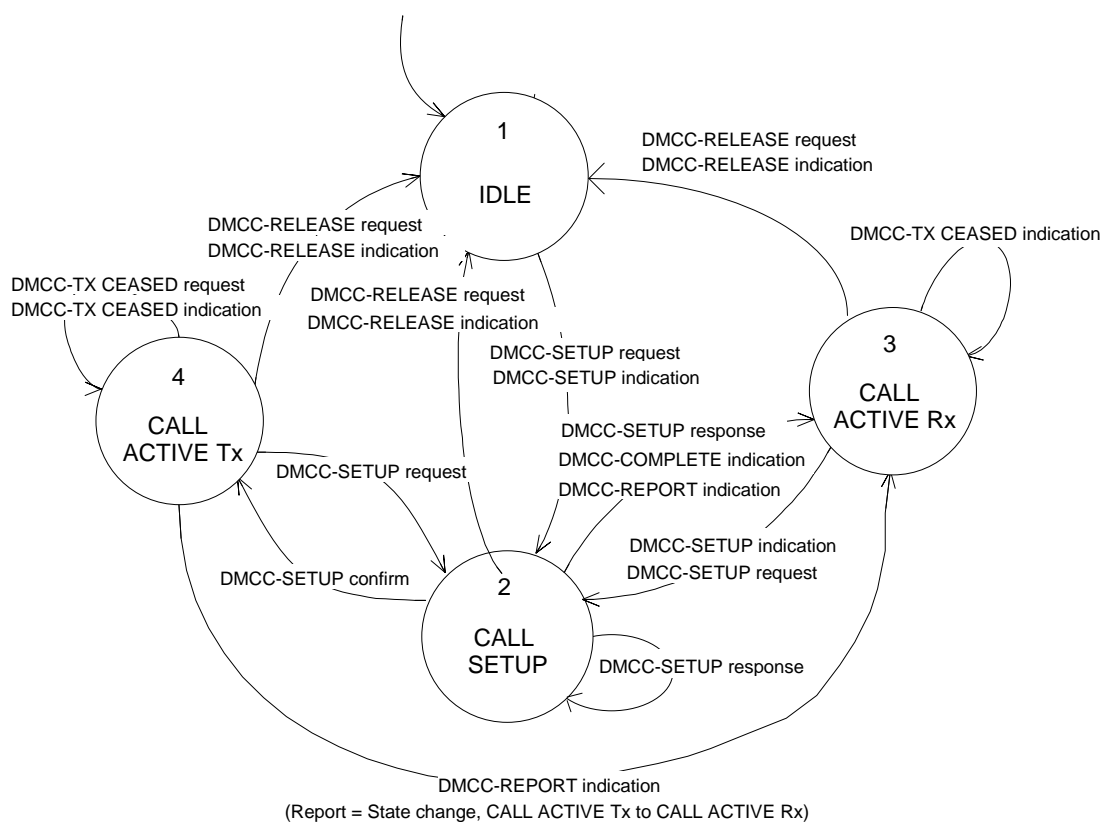 1
IDLE
DMCC-RELEASE request
DMCC-RELEASE indication
DMCC-RELEASE request
DMCC-RELEASE indication
DMCC-TX CEASED indication
DMCC-TX CEASED request
DMCC-TX CEASED indication
DMCC-RELEASE request
DMCC-RELEASE indication
DMCC-SETUP request
DMCC-SETUP indication
3
CALL
ACTIVE Rx
4
CALL
ACTIVE Tx
DMCC-SETUP response
DMCC-COMPLETE indication
DMCC-REPORT indication
DMCC-SETUP request
DMCC-SETUP indication
DMCC-SETUP request
DMCC-SETUP confirm
2
CALL
SETUP
DMCC-SETUP response
DMCC-REPORT indication
(Report = State change, CALL ACTIVE Tx to CALL ACTIVE Rx)